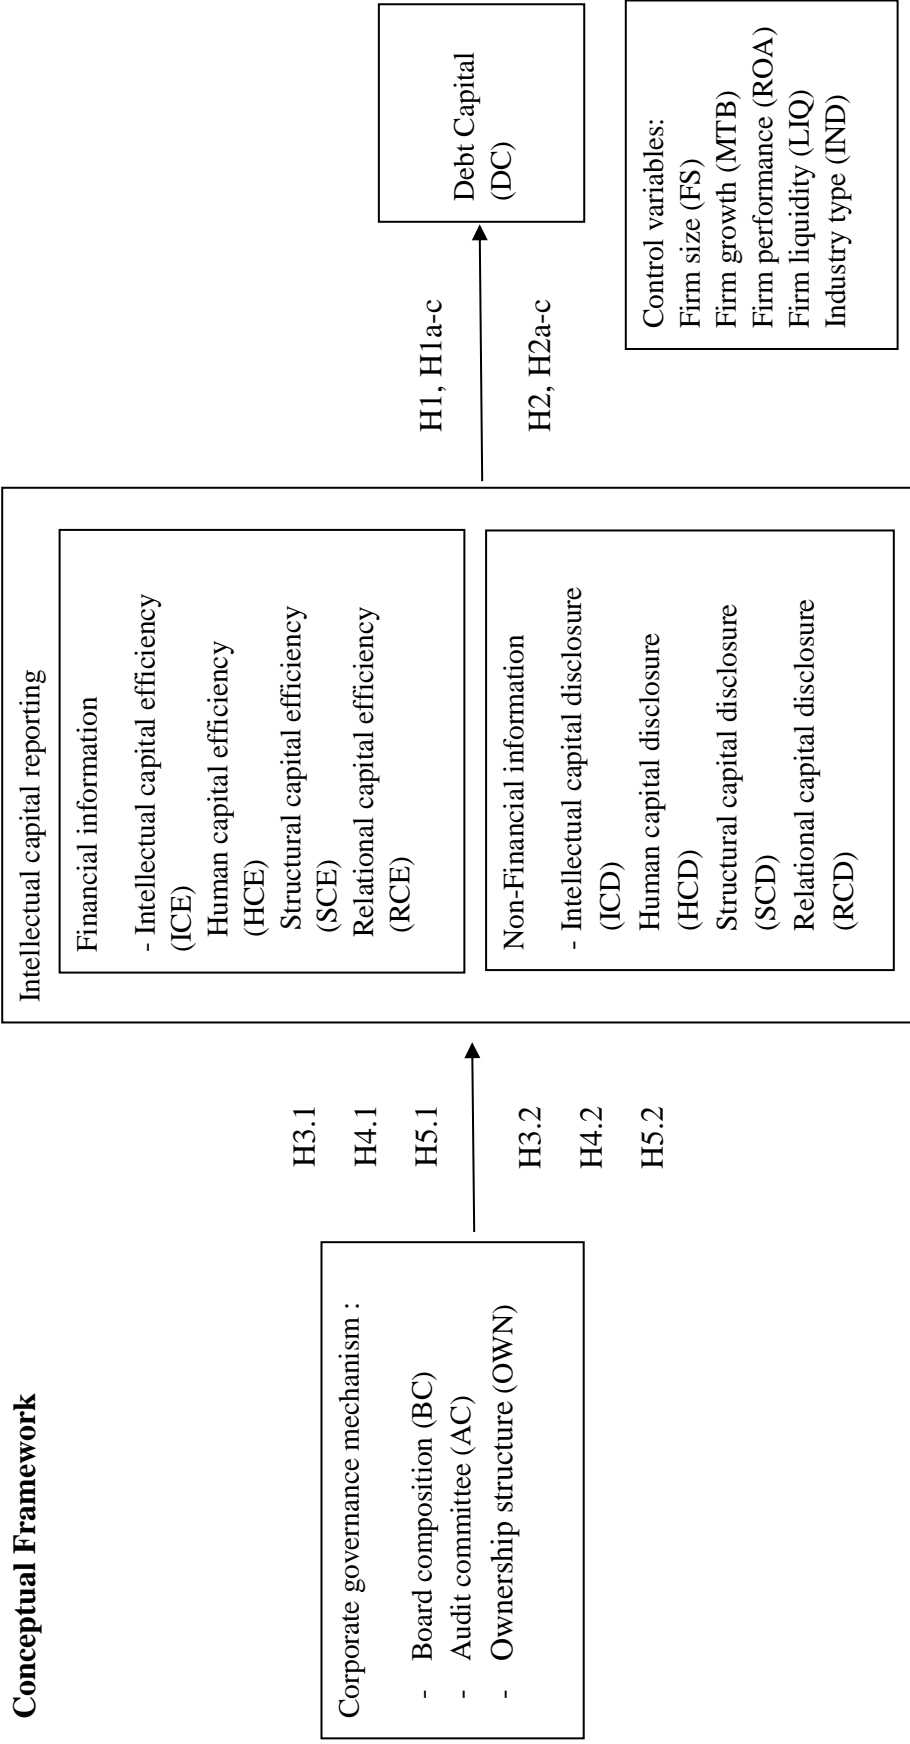 Conceptual Framework
Corporate governance mechanism :
- Board composition (BC)
- Audit committee (AC)
- Ownership structure (OWN)
H3.1
H4.1
H5.1
H3.2
H4.2
H5.2
Intellectual capital reporting
Financial information
- Intellectual capital efficiency
(ICE)
Human capital efficiency
(HCE)
Structural capital efficiency
(SCE)
Relational capital efficiency
(RCE)
Non-Financial information
- Intellectual capital disclosure
(ICD)
Human capital disclosure
(HCD)
Structural capital disclosure
(SCD)
Relational capital disclosure
(RCD)
H1, H1a-c
H2, H2a-c
Debt Capital
(DC)
Control variables:
Firm size (FS)
Firm growth (MTB)
Firm performance (ROA)
Firm liquidity (LIQ)
Industry type (IND)